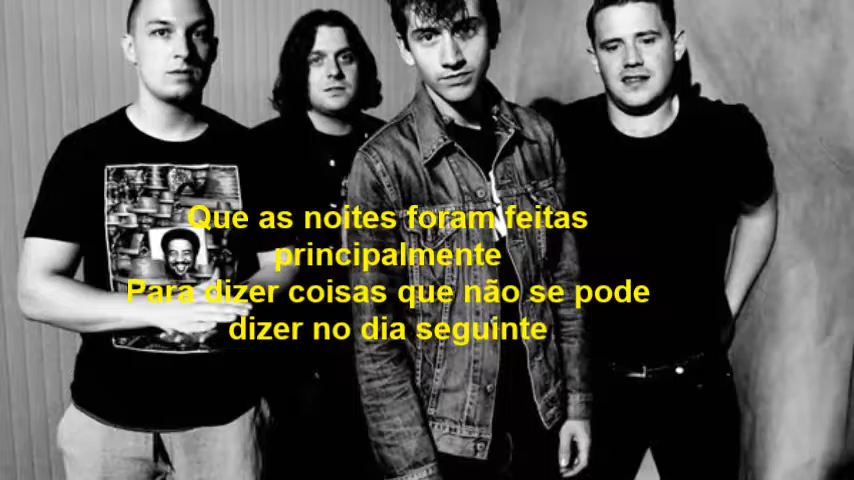 Que as noites foram feitas
principalmente
Para dizer coisas que não se pode
dizer no dia seguinte